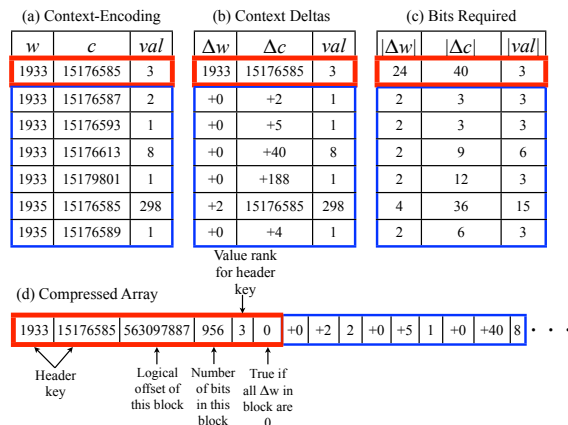 (a) Context-Encoding (b) Context Deltas (c) Bits Required
w c val Δw Δc val |Δw| |Δc| |val|
1933 15176585 3 1933 15176585 3 24 40 3
1933 15176587 2 +0 +2 2 2 3 3
1933 15176593 1 +0 +5 1 2 3 3
1933 15176613 8 +0 +40 8 2 9 6
1933 15179801 1 +0 +188 1 2 12 3
1935 15176585 298 +2 15176585 298 4 36 15
1935 15176589 1 +0 +4 1 2 6 3
Value rank
for header
key
(d) Compressed Array
1933 15176585 563097887 956 3 0 +0 +2 2 +0 +5 1 +0 +40 8 · · ·
Header
key
Logical
offset of
this block
Number
of bits
in this
block
True if
all Δw in
block are
0